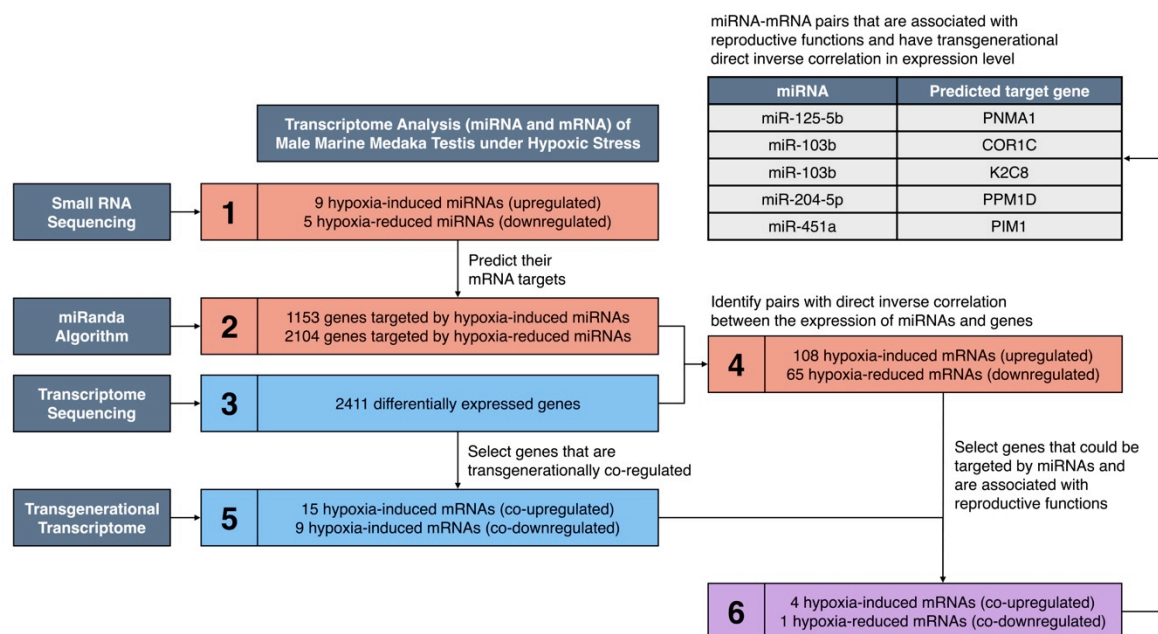 miRNA-mRNA pairs that are associated with
reproductive functions and have transgenerational
direct inverse correlation in expression level
miRNA Predicted target gene
miR-125-5b PNMA1
miR-103b COR1C
miR-103b K2C8
miR-204-5p PPM1D
miR-451a PIM1
Transcriptome Analysis (miRNA and mRNA) of
Male Marine Medaka Testis under Hypoxic Stress
Small RNA
Sequencing
1
9 hypoxia-induced miRNAs (upregulated)
5 hypoxia-reduced miRNAs (downregulated)
Predict their
mRNA targets
miRanda
Algorithm
2
1153 genes targeted by hypoxia-induced miRNAs
2104 genes targeted by hypoxia-reduced miRNAs
Transcriptome
Sequencing
3
2411 differentially expressed genes
Identify pairs with direct inverse correlation
between the expression of miRNAs and genes
4
108 hypoxia-induced mRNAs (upregulated)
65 hypoxia-reduced mRNAs (downregulated)
Select genes that are
transgenerationally co-regulated
Select genes that could be
targeted by miRNAs and
are associated with
reproductive functions
Transgenerational
Transcriptome
5
15 hypoxia-induced mRNAs (co-upregulated)
9 hypoxia-induced mRNAs (co-downregulated)
6
4 hypoxia-induced mRNAs (co-upregulated)
1 hypoxia-reduced mRNAs (co-downregulated)